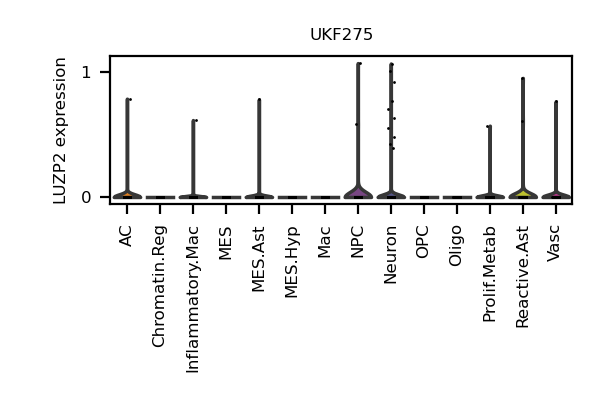 UKF275
LUZP2 expression
1
0
AC
Chromatin.Reg
Inflammatory.Mac
MES
MES.Ast
MES.Hyp
Mac
NPC
Neuron
OPC
Oligo
Prolif.Metab
Reactive.Ast
Vasc